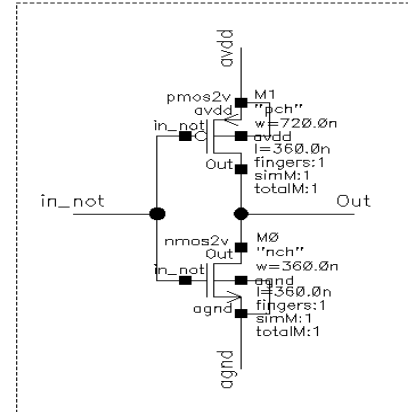 avdd
pmos2v
M1
avdd
"pch"
in_not
w=720.0n
avdd
l=360.0n
Out
fingers:1
simM:1
totalM:1
in_not
Out
nmos2v
M0
Out
"nch"
in_not
w=360.0n
agnd
l=360.0n
agnd
fingers:1
simM:1
totalM:1
agnd